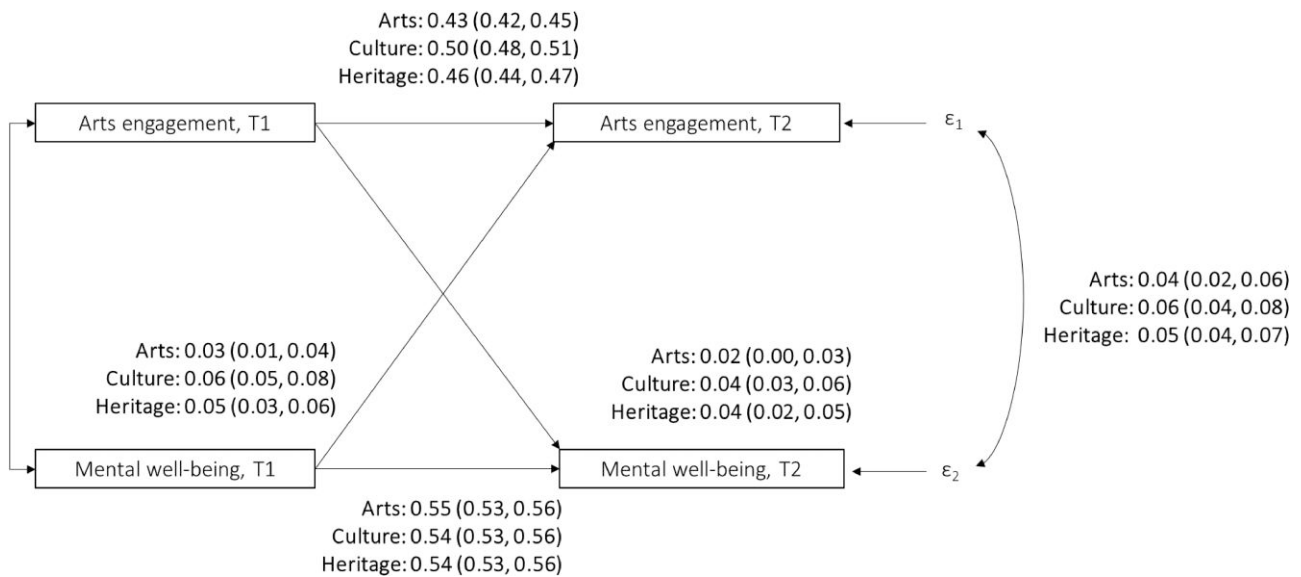 Arts: 0.43 (0.42, 0.45)
Culture: 0.50 (0.48, 0.51)
Heritage: 0.46 (0.44, 0.47)
Arts engagement, T1
Arts engagement, T2
ε1
Arts: 0.04 (0.02, 0.06)
Culture: 0.06 (0.04, 0.08)
Heritage: 0.05 (0.04, 0.07)
Arts: 0.03 (0.01, 0.04)
Culture: 0.06 (0.05, 0.08)
Heritage: 0.05 (0.03, 0.06)
Arts: 0.02 (0.00, 0.03)
Culture: 0.04 (0.03, 0.06)
Heritage: 0.04 (0.02, 0.05)
Mental well-being, T1
Mental well-being, T2
ε2
Arts: 0.55 (0.53, 0.56)
Culture: 0.54 (0.53, 0.56)
Heritage: 0.54 (0.53, 0.56)